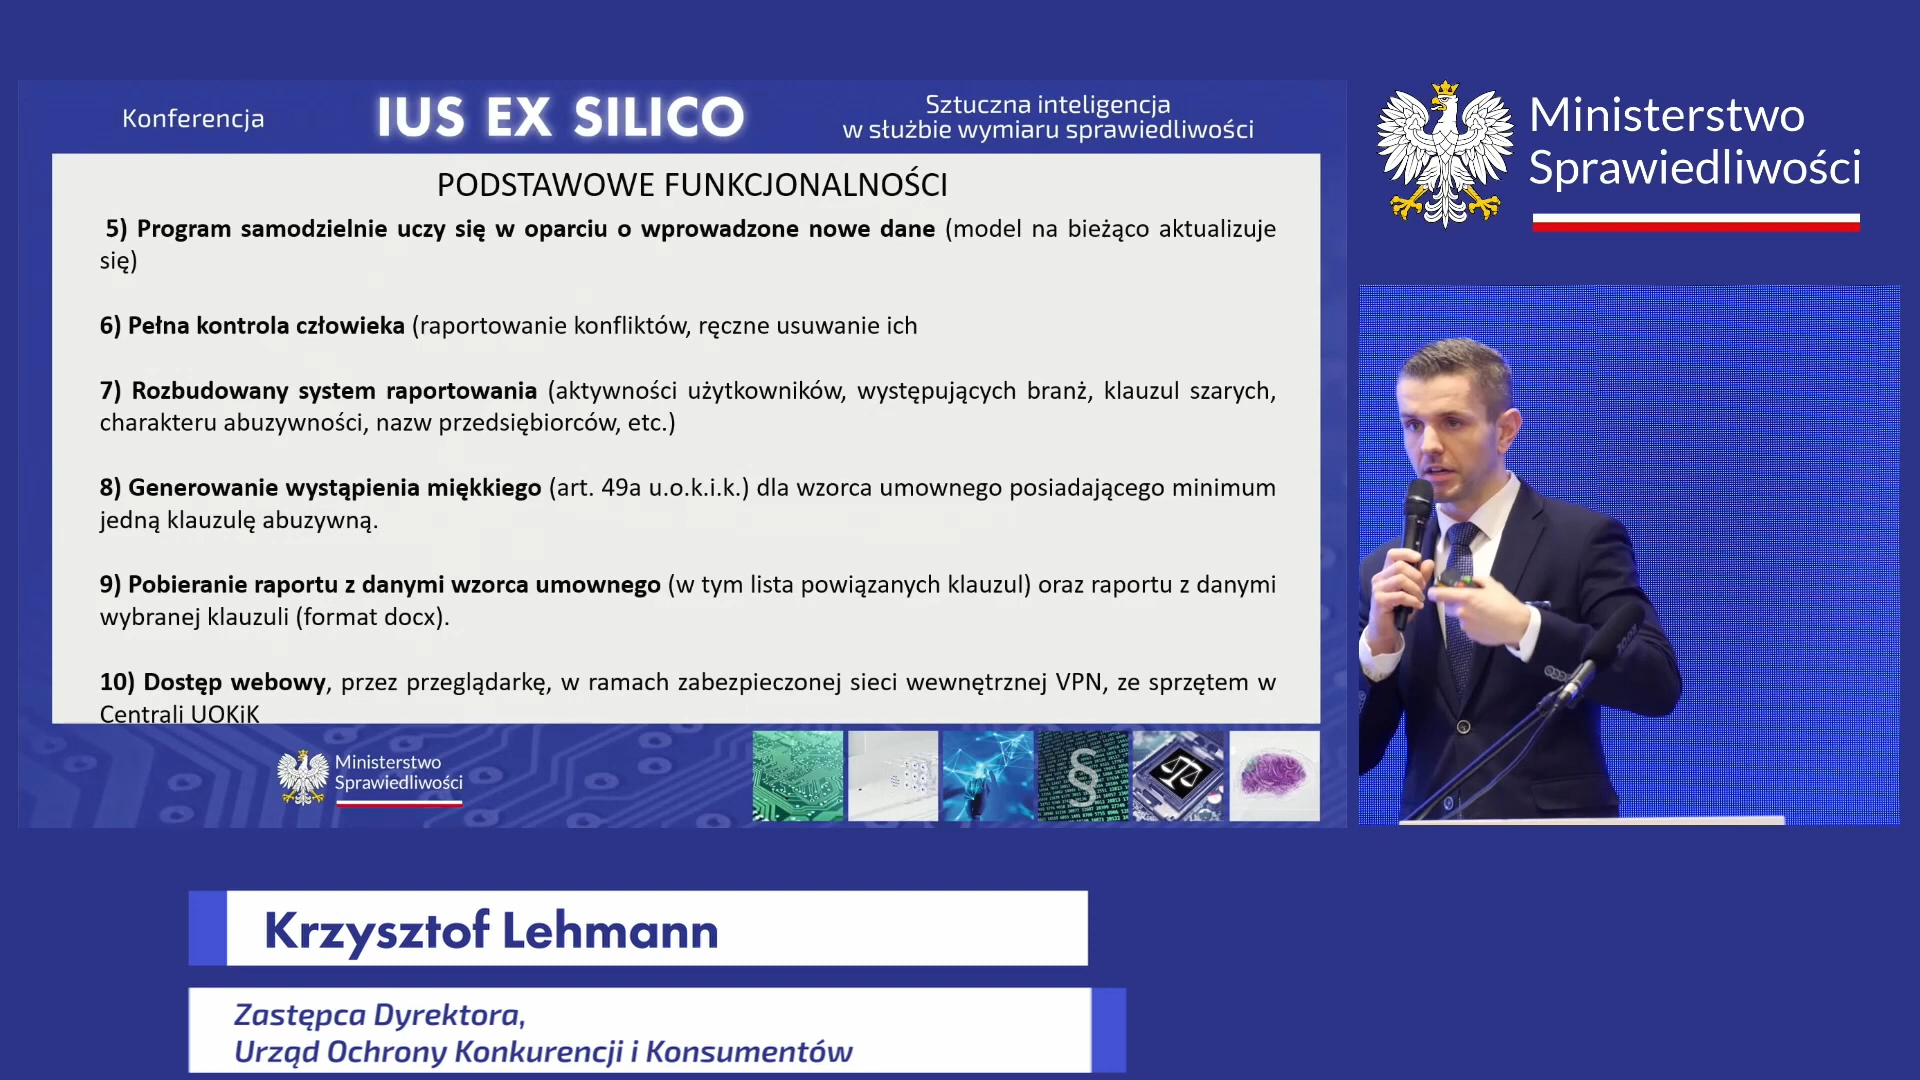 Konferencja
IUS EX SILICO
Sztuczna inteligencja
w służbie wymiaru sprawiedliwości
Ministerstwo
Sprawiedliwości
PODSTAWOWE FUNKCJONALNOŚCI
5) Program samodzielnie uczy się w oparciu o wprowadzone nowe dane (model na bieżąco aktualizuje
się)
6) Pełna kontrola człowieka (raportowanie konfliktów, ręczne usuwanie ich
7) Rozbudowany system raportowania (aktywności użytkowników, występujących branż, klauzul szarych,
charakteru abuzywności, nazw przedsiębiorców, etc.)
8) Generowanie wystąpienia miękkiego (art. 49a u.o.k.i.k.) dla wzorca umownego posiadającego minimum
jedną klauzulę abuzywną.
9) Pobieranie raportu z danymi wzorca umownego (w tym lista powiązanych klauzul) oraz raportu z danymi
wybranej klauzuli (format docx).
10) Dostęp webowy, przez przeglądarkę, w ramach zabezpieczonej sieci wewnętrznej VPN, ze sprzętem w
Centrali UOKiK
Ministerstwo
Sprawiedliwości
§
Krzysztof Lehmann
Zastępca Dyrektora,
Urząd Ochrony Konkurencji i Konsumentów